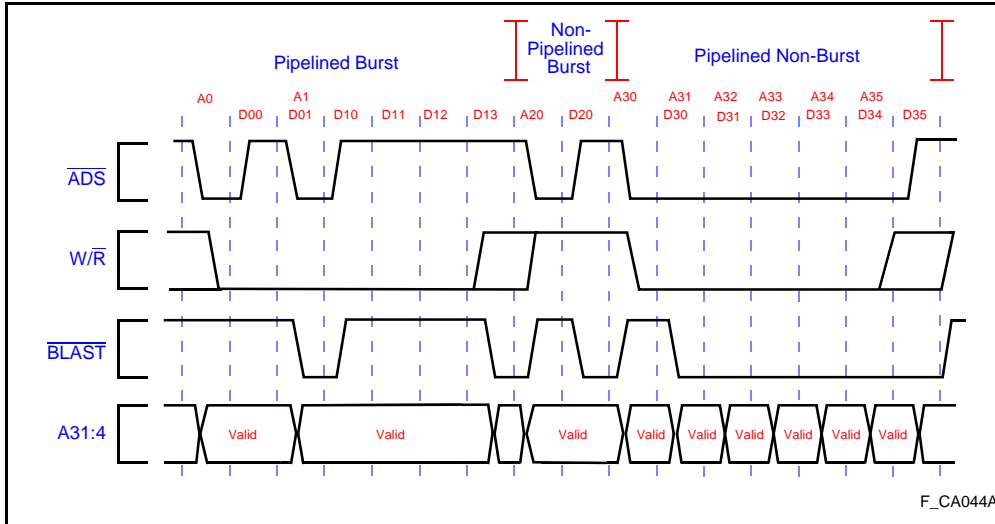 Non-
Pipelined
Burst
Pipelined Burst
Pipelined Non-Burst
A0 A1 A30 A31 A32 A33 A34 A35
D00 D01 D10 D11 D12 D13 A20 D20 D30 D31 D32 D33 D34 D35
ADS
W/R
BLAST
A31:4 Valid Valid Valid Valid Valid Valid Valid Valid Valid
F_CA044A